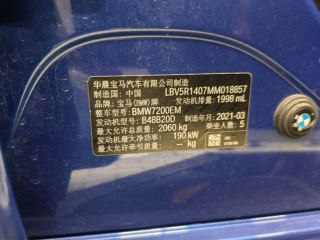 华晨宝马汽车有限公司制造
制造国：中国 LBV5R1407MM018857
品牌：宝马(BMW) 发动机排量：1998 mL
整车型号：BMW7200EM
发动机型号：B48B20D 制造年月：2021-03
最大允许总质量：2060 kg 乘坐人数：5
发动机最大净功率：190 kW
最大允许牵引总质量： -- kg